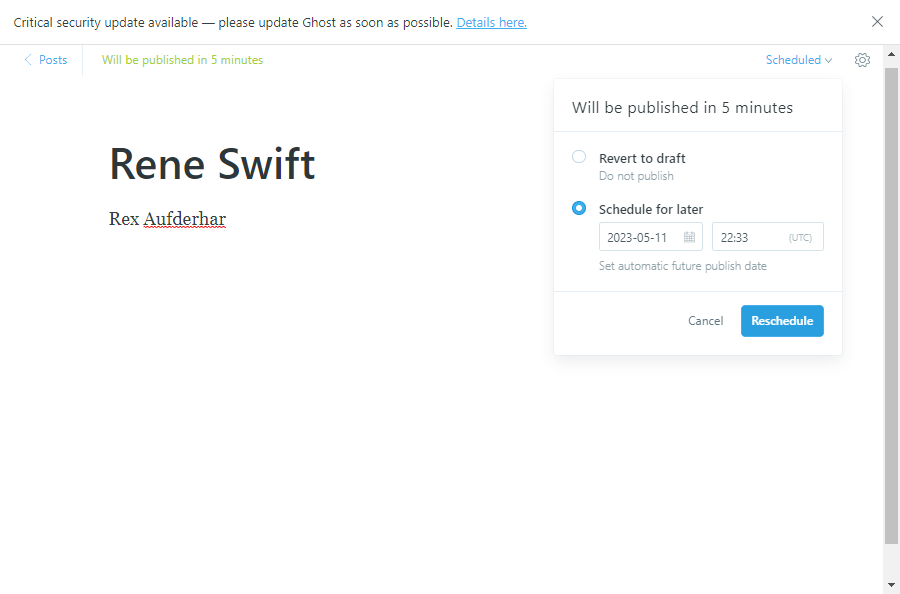 Critical security update available — please update Ghost as soon as possible. Details here.
Posts
Will be published in 5 minutes
Scheduled
Will be published in 5 minutes
Revert to draft
Do not publish
Schedule for later
2023-05-11
22:33 (UTC)
Set automatic future publish date
Cancel
Reschedule
Rene Swift
Rex Aufderhar